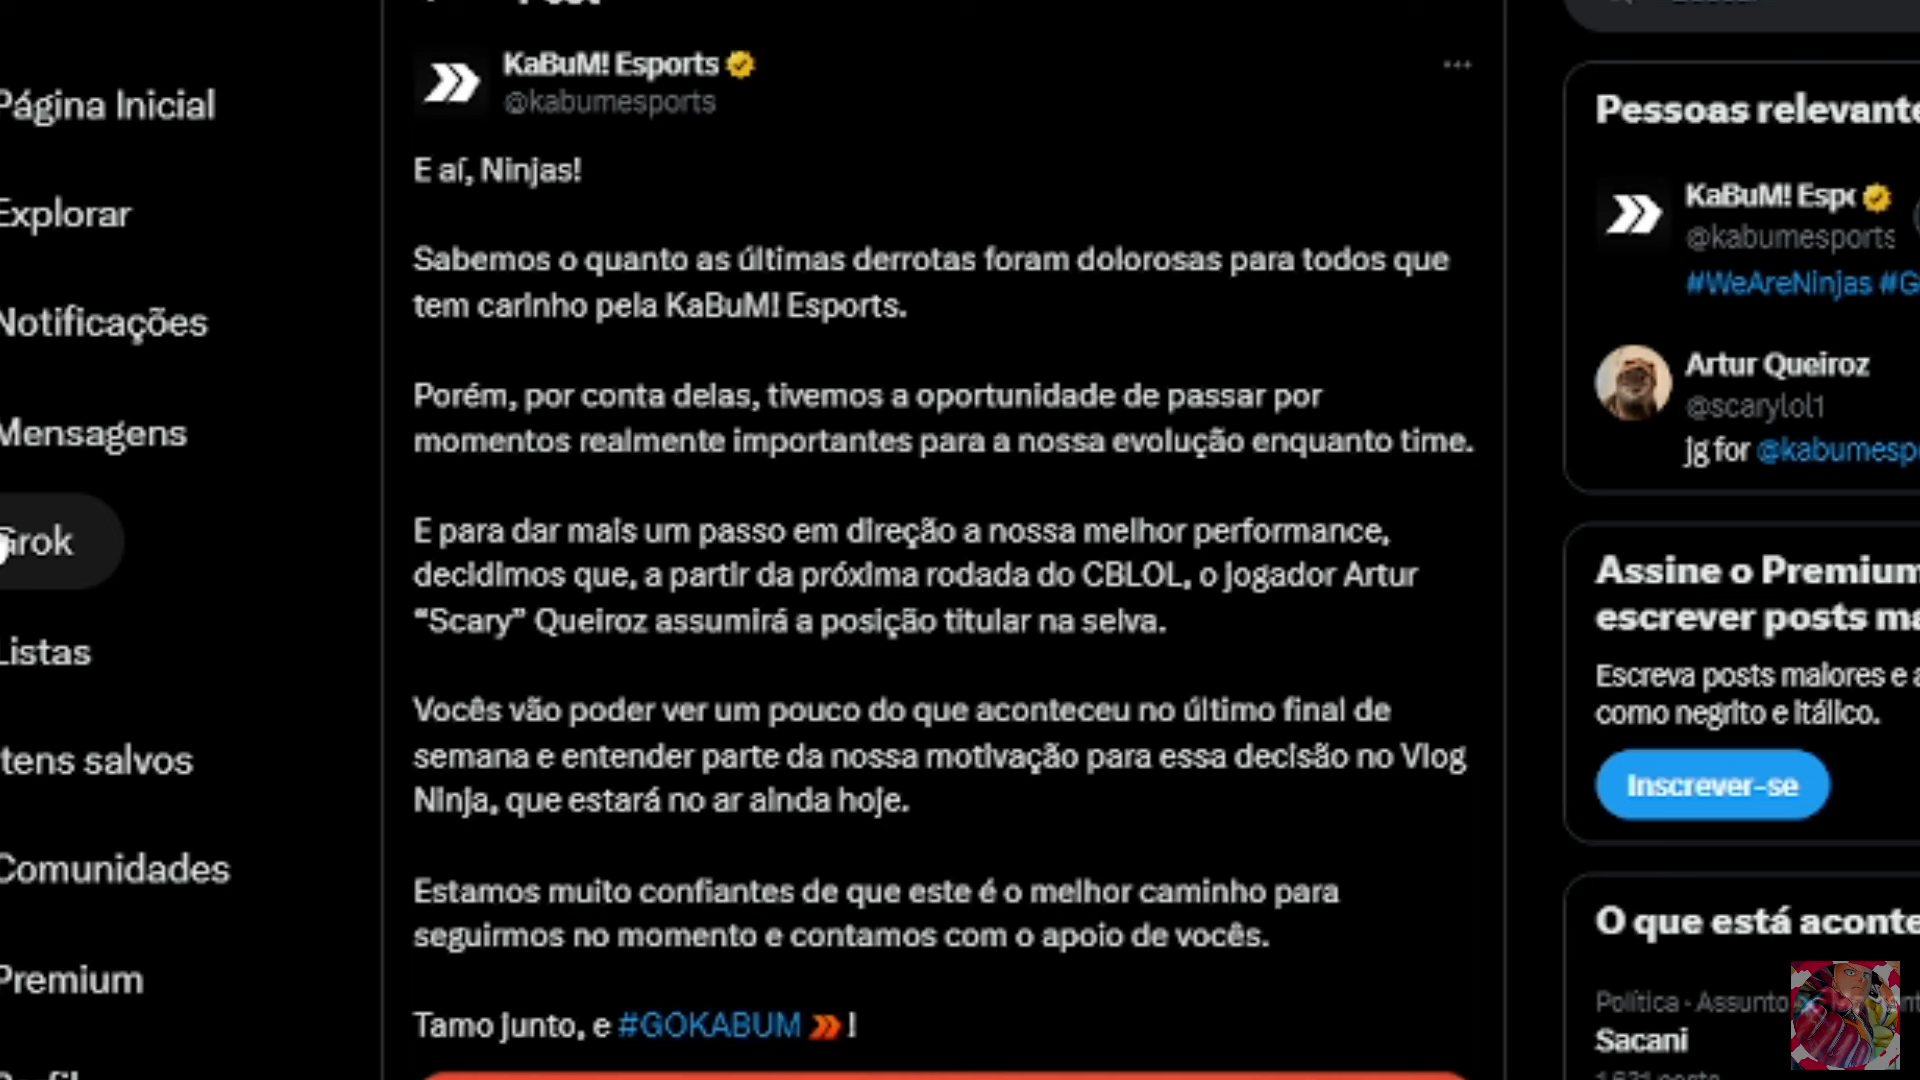 KaBuM! Esports
@kabumesports
E aí, Ninjas!
Sabemos o quanto as últimas derrotas foram dolorosas para todos que
tem carinho pela KaBuM! Esports.
Porém, por conta delas, tivemos a oportunidade de passar por
momentos realmente importantes para a nossa evolução enquanto time.
E para dar mais um passo em direção a nossa melhor performance,
decidimos que, a partir da próxima rodada do CBLOL, o jogador Artur
“Scary” Queiroz assumirá a posição titular na selva.
Vocês vão poder ver um pouco do que aconteceu no último final de
semana e entender parte da nossa motivação para essa decisão no Vlog
Ninja, que estará no ar ainda hoje.
Estamos muito confiantes de que este é o melhor caminho para
seguirmos no momento e contamos com o apoio de vocês.
Tamo junto, e #GOKABUM !
Página Inicial
Explorar
Notificações
Mensagens
Grok
Listas
tens salvos
Comunidades
Premium
Pessoas relevante
KaBuM! Esp
@kabumesports
#WeAreNinjas #G
Artur Queiroz
@scarylol1
jg for @kabumesp
Assine o Premium
escrever posts ma
Escreva posts maiores e a
como negrito e itálico.
Inscrever-se
O que está aconte
Política · Assunto
Sacani